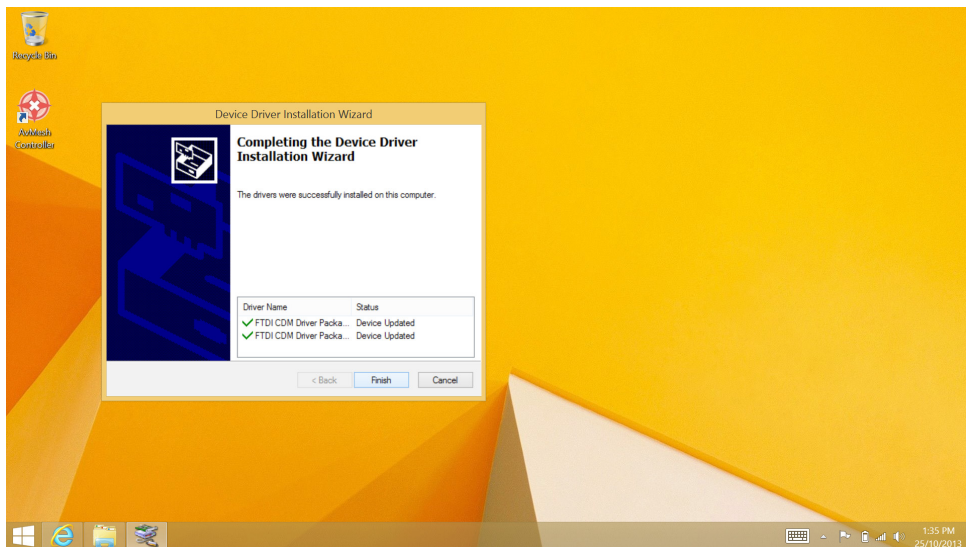 Recycle Bin
AvMesh
Controller
Device Driver Installation Wizard
Completing the Device Driver
Installation Wizard
The drivers were successfully installed on this computer.
Driver Name Status
FTDI CDM Driver Packa... Device Updated
FTDI CDM Driver Packa... Device Updated
< Back Finish Cancel
1:35 PM
25/10/2013